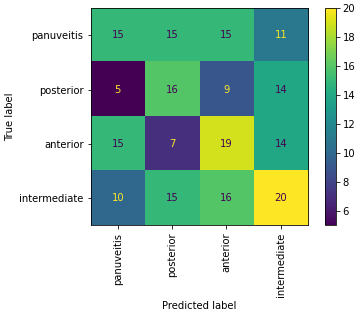 True label
panuveitis 15 15 15 11
posterior 5 16 9 14
anterior 15 7 19 14
intermediate 10 15 16 20
panuveitis posterior anterior intermediate
Predicted label
20
18
16
14
12
10
8
6